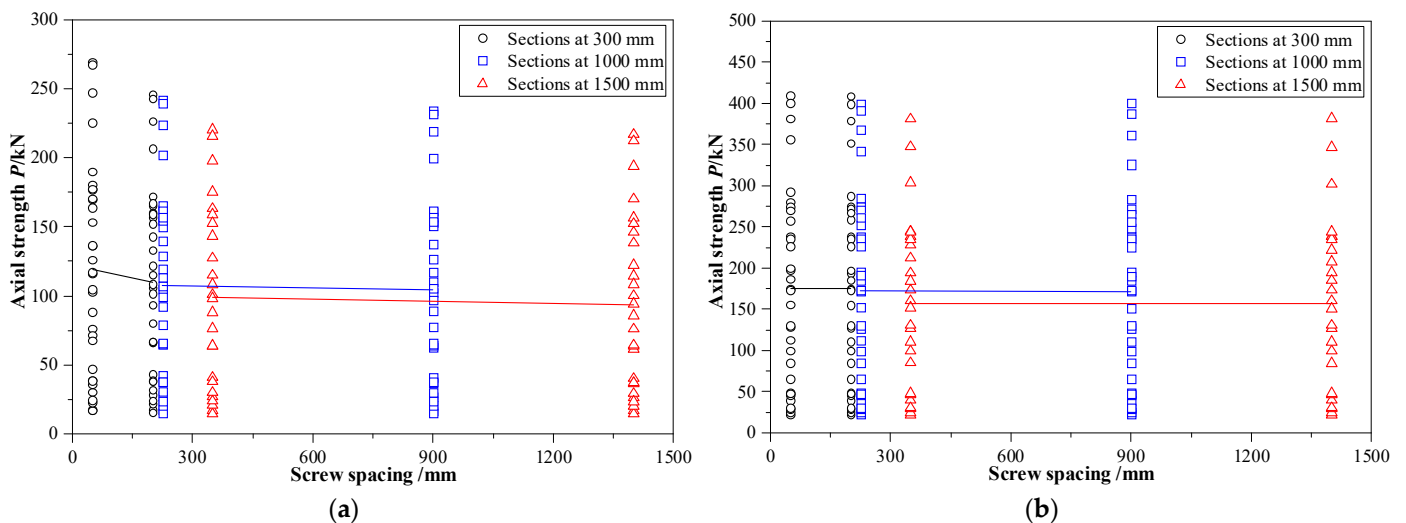 300
250
200
150
100
50
0
Axial strength P/kN
Sections at 300 mm
Sections at 1000 mm
Sections at 1500 mm
0 300 600 900 1200 1500
Screw spacing /mm
(a)
500
450
400
350
300
250
200
150
100
50
0
Axial strength P/kN
Sections at 300 mm
Sections at 1000 mm
Sections at 1500 mm
0 300 600 900 1200 1500
Screw spacing /mm
(b)